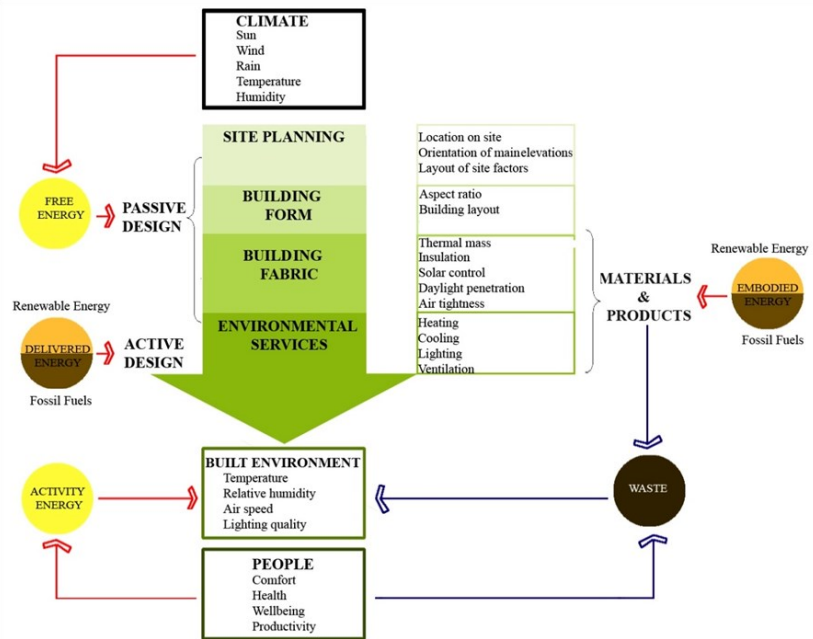 CLIMATE
Sun
Wind
Rain
Temperature
Humidity
SITE PLANNING
Location on site
Orientation of mainelevations
Layout of site factors
FREE
ENERGY
PASSIVE
DESIGN
BUILDING
FORM
Aspect ratio
Building layout
BUILDING
FABRIC
Thermal mass
Insulation
Solar control
Daylight penetration
Air tightness
MATERIALS
&
PRODUCTS
Renewable Energy
EMBODIED
ENERGY
Fossil Fuels
Renewable Energy
DELIVERED
ENERGY
Fossil Fuels
ACTIVE
DESIGN
ENVIRONMENTAL
SERVICES
Heating
Cooling
Lighting
Ventilation
BUILT ENVIRONMENT
Temperature
Relative humidity
Air speed
Lighting quality
ACTIVITY
ENERGY
WASTE
PEOPLE
Comfort
Health
Wellbeing
Productivity